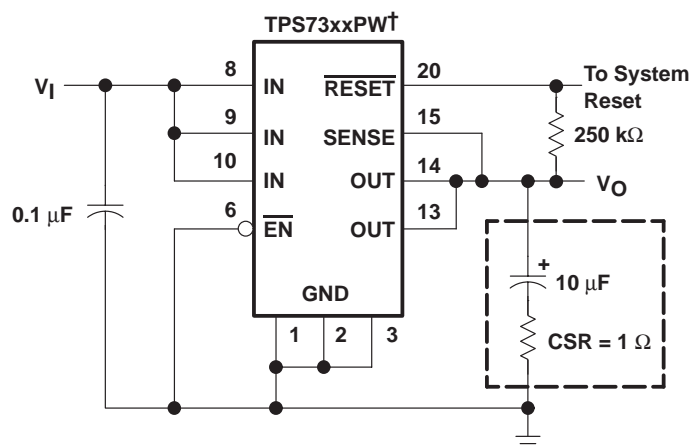 TPS73xxPW†
VI
8
IN
RESET
20
To System
Reset
9
IN
SENSE
15
250 kΩ
10
IN
OUT
14
VO
0.1 μF
6
EN
OUT
13
GND
+
10 μF
1
2
3
CSR = 1 Ω